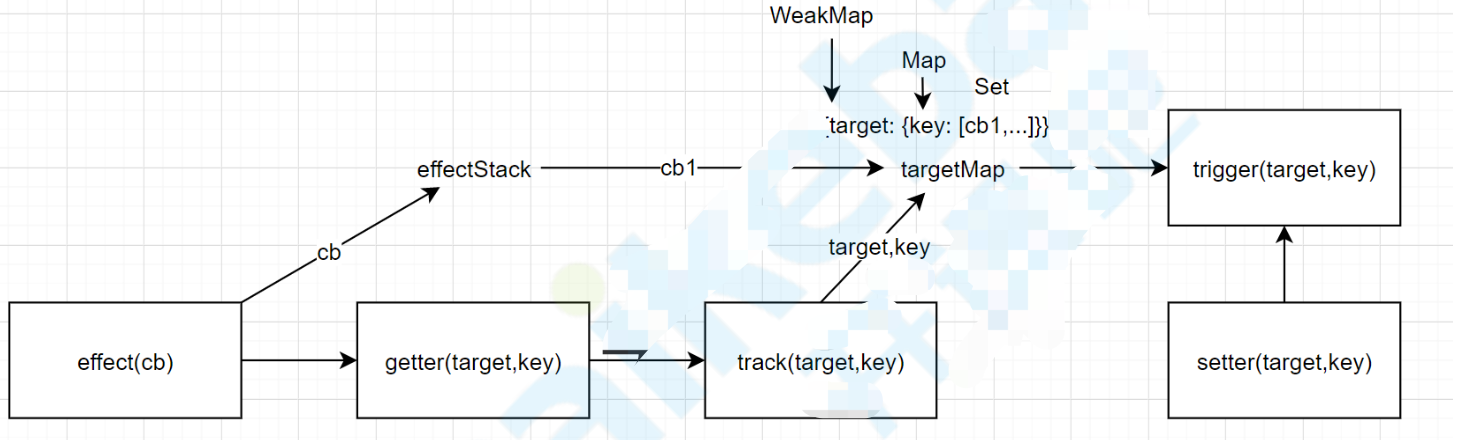 WeakMap
Map
Set
target: {key: [cb1,...]}}
effectStack
cb1
targetMap
trigger(target,key)
cb
target,key
effect(cb)
getter(target,key)
track(target,key)
setter(target,key)